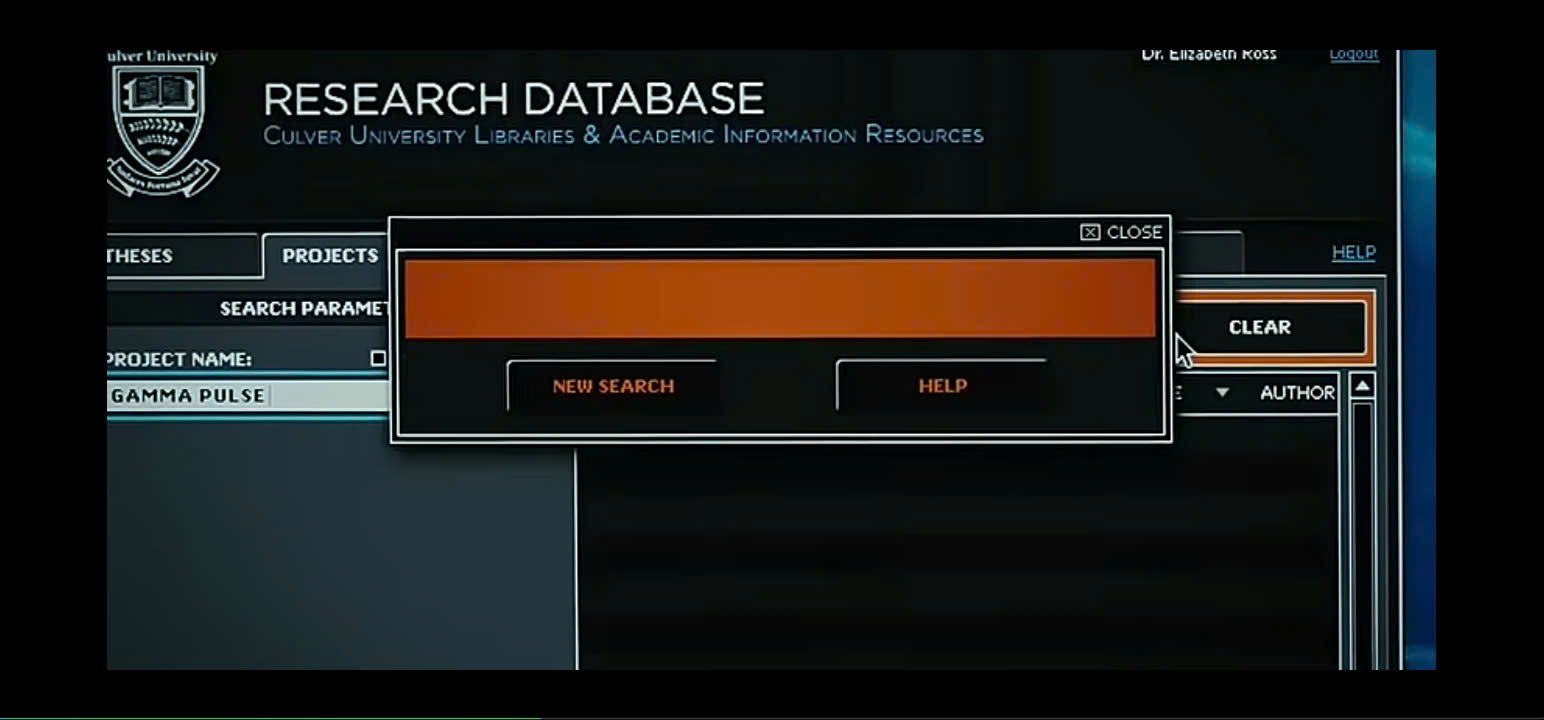 ulver University
Dr. Elizabeth Ross
Logout
RESEARCH DATABASE
CULVER UNIVERSITY LIBRARIES & ACADEMIC INFORMATION RESOURCES
CLOSE
THESES
PROJECTS
HELP
SEARCH PARAMET
CLEAR
PROJECT NAME:
NEW SEARCH
HELP
GAMMA PULSE
E
AUTHOR